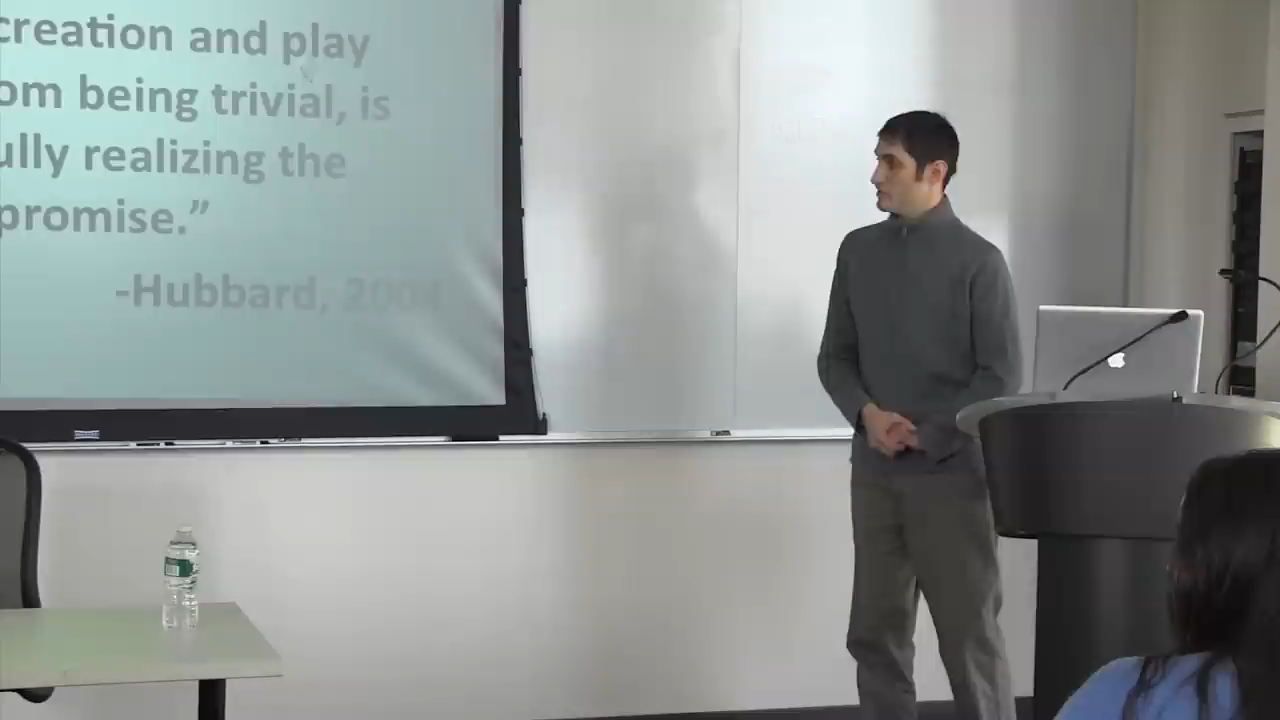 creation and play
om being trivial, is
ully realizing the
promise.”
-Hubbard,